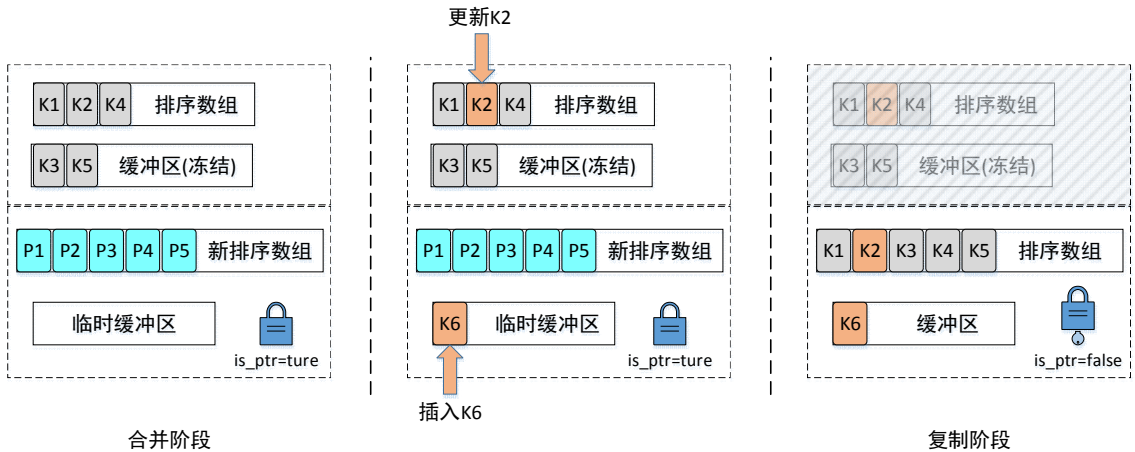 更新K2
K1 K2 K4 排序数组
K3 K5 缓冲区(冻结)
P1 P2 P3 P4 P5 新排序数组
临时缓冲区
is_ptr=ture
合并阶段
K1 K2 K4 排序数组
K3 K5 缓冲区(冻结)
P1 P2 P3 P4 P5 新排序数组
K6 临时缓冲区
is_ptr=ture
插入K6
K1 K2 K4 排序数组
K3 K5 缓冲区(冻结)
K1 K2 K3 K4 K5 排序数组
K6 缓冲区
is_ptr=false
复制阶段